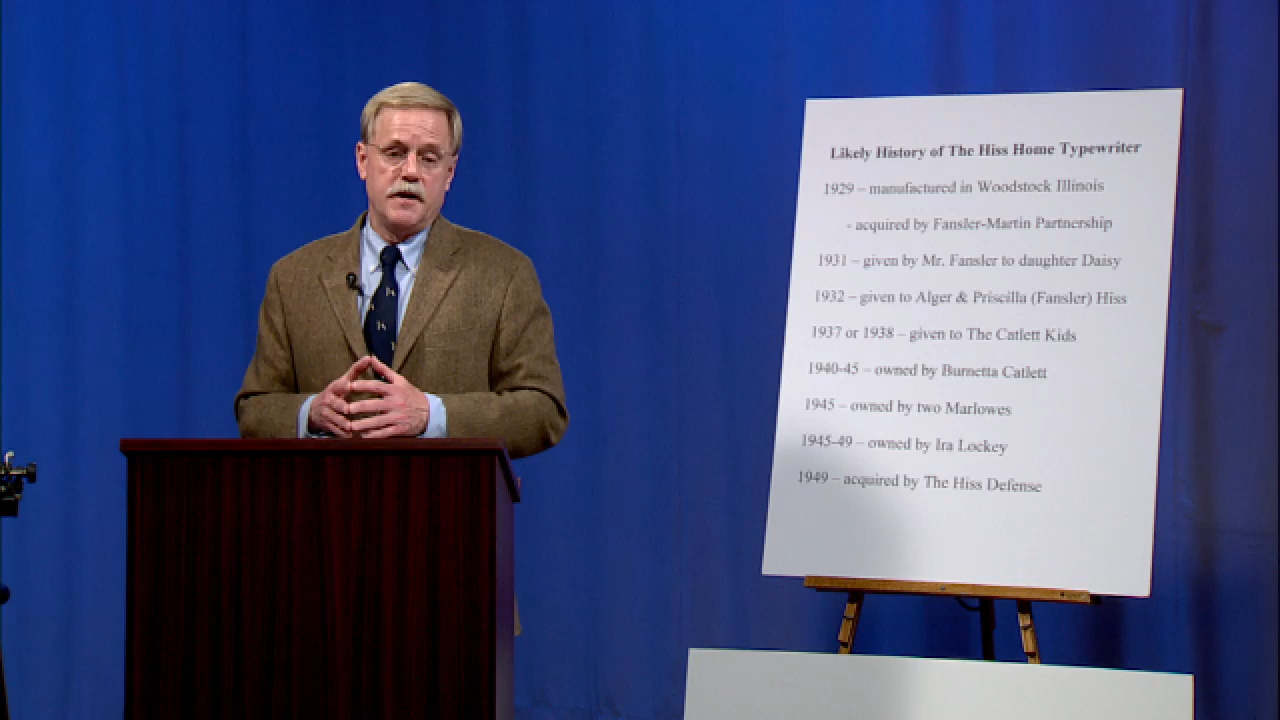 Likely History of The Hiss Home Typewriter
1929 – manufactured in Woodstock Illinois
- acquired by Fansler-Martin Partnership
1931 – given by Mr. Fansler to daughter Daisy
1932 – given to Alger & Priscilla (Fansler) Hiss
1937 or 1938 – given to The Catlett Kids
1940-45 – owned by Burnetta Catlett
1945 – owned by two Marlowes
1945-49 – owned by Ira Lockey
1949 – acquired by The Hiss Defense